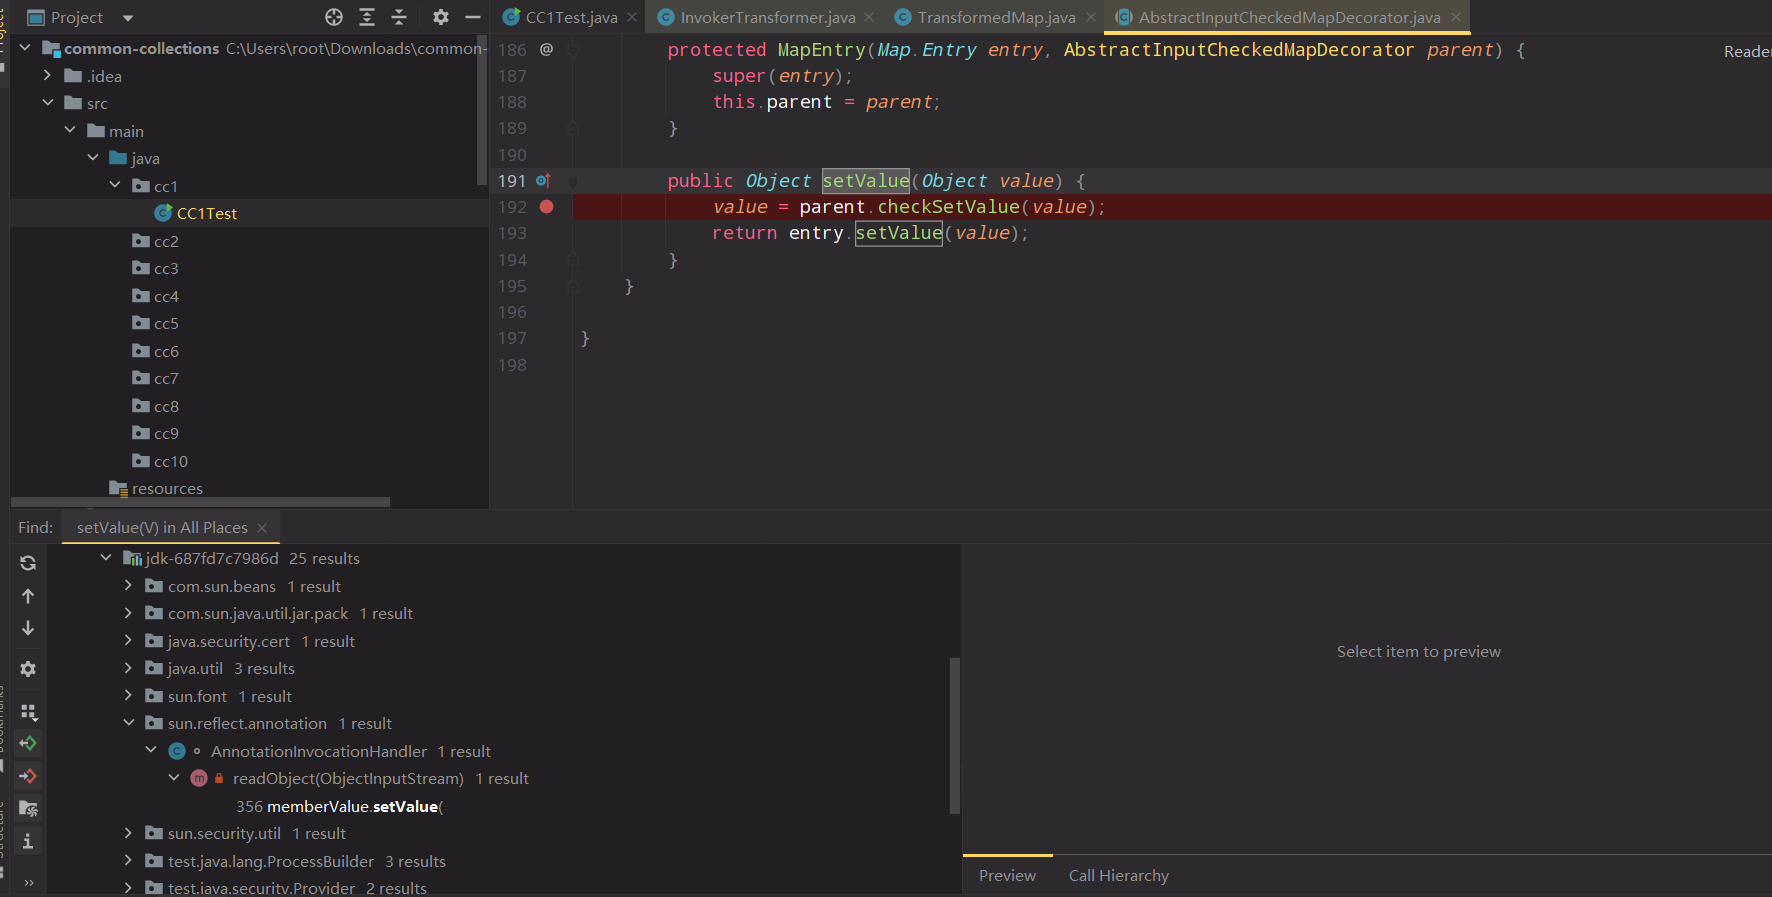 Project
CC1Test.java
InvokerTransformer.java
TransformedMap.java
AbstractInputCheckedMapDecorator.java
common-collections C:\Users\root\Downloads\common-
.idea
src
main
java
cc1
CC1Test
cc2
cc3
cc4
cc5
cc6
cc7
cc8
cc9
cc10
resources
186 @ protected MapEntry(Map.Entry entry, AbstractInputCheckedMapDecorator parent) {
Reader
187 super(entry);
188 this.parent = parent;
189 }
190
191 public Object setValue(Object value) {
192 value = parent.checkSetValue(value);
193 return entry.setValue(value);
194 }
195 }
196
197 }
198
Find: setValue(V) in All Places
jdk-687fd7c7986d 25 results
com.sun.beans 1 result
com.sun.java.util.jar.pack 1 result
java.security.cert 1 result
java.util 3 results
sun.font 1 result
sun.reflect.annotation 1 result
AnnotationInvocationHandler 1 result
readObject(ObjectInputStream) 1 result
356 memberValue.setValue(
sun.security.util 1 result
test.java.lang.ProcessBuilder 3 results
test.java.security.Provider 2 results
Select item to preview
Preview Call Hierarchy